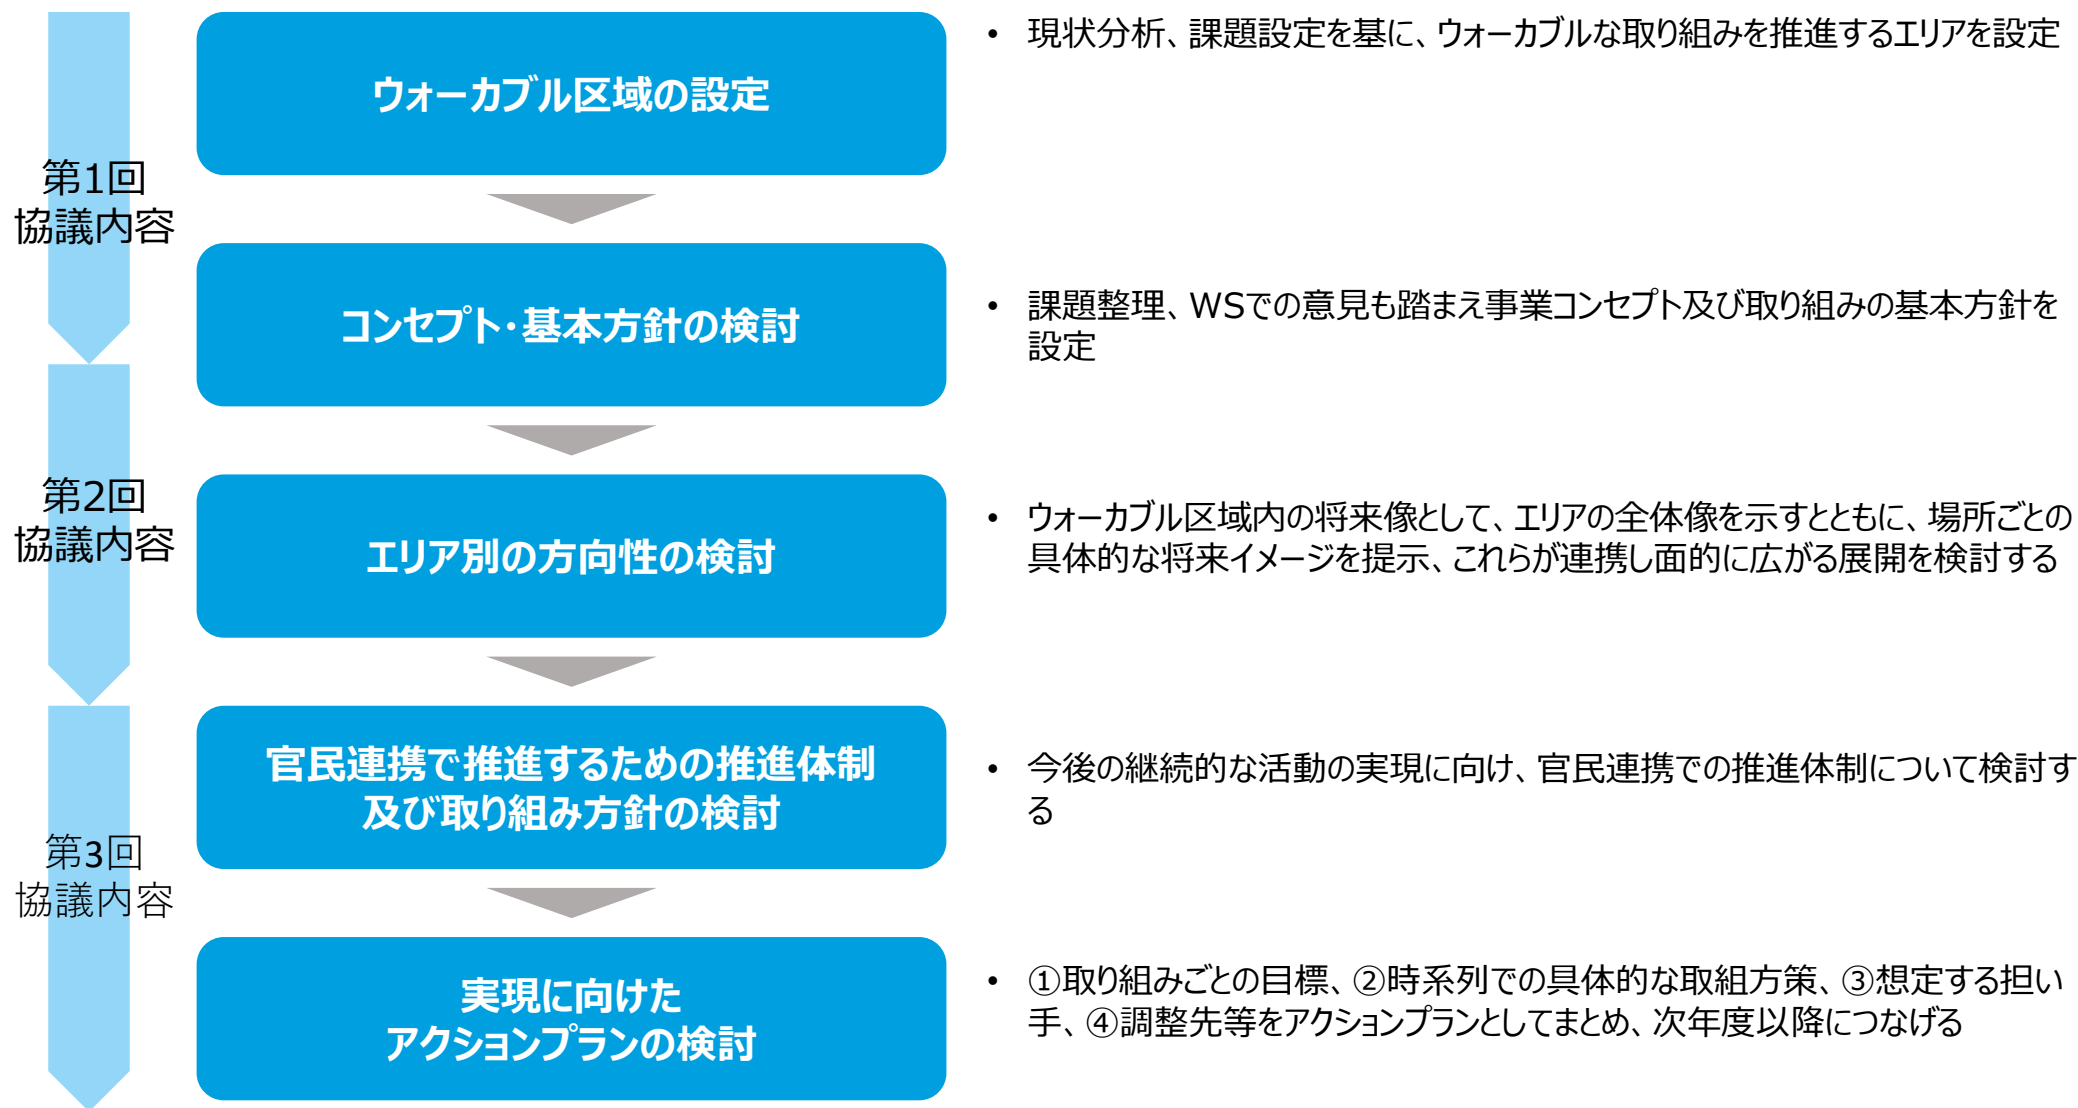 第1回
協議内容
ウォーカブル区域の設定
• 現状分析、課題設定を基に、ウォーカブルな取り組みを推進するエリアを設定
コンセプト・基本方針の検討
• 課題整理、WSでの意見も踏まえ事業コンセプト及び取り組みの基本方針を
設定
第2回
協議内容
エリア別の方向性の検討
• ウォーカブル区域内の将来像として、エリアの全体像を示すとともに、場所ごとの
具体的な将来イメージを提示、これらが連携し面的に広がる展開を検討する
第3回
協議内容
官民連携で推進するための推進体制
及び取り組み方針の検討
• 今後の継続的な活動の実現に向け、官民連携での推進体制について検討す
る
実現に向けた
アクションプランの検討
• ①取り組みごとの目標、②時系列での具体的な取組方策、③想定する担い
手、④調整先等をアクションプランとしてまとめ、次年度以降につなげる